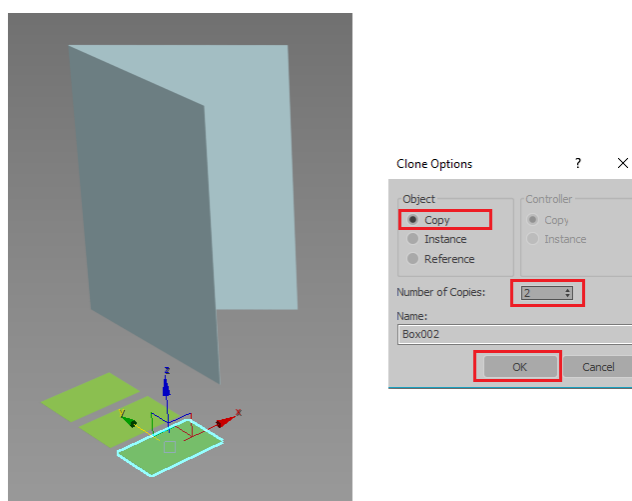 z
y
x
Clone Options ? ×
Object
Controller
Copy
Copy
Instance
Instance
Reference
Number of Copies: 2
Name:
Box002
OK Cancel